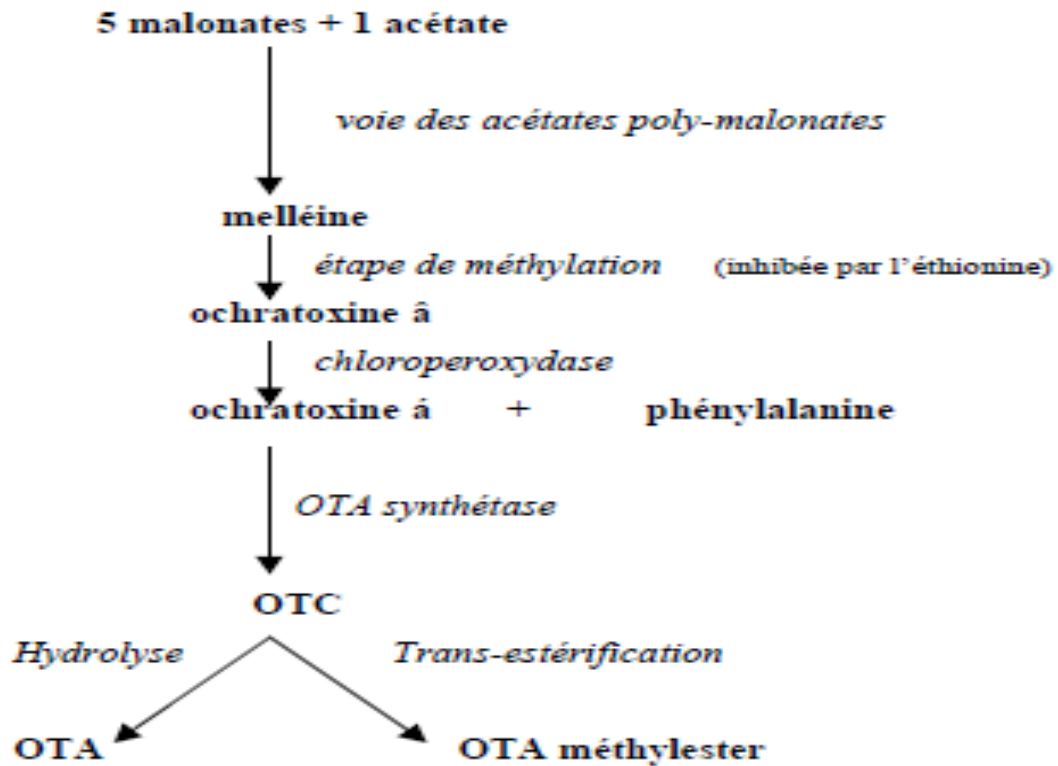 5 malonates + 1 acétate
voie des acétates poly-malonates
melléine
étape de méthylation (inhibée par l'éthionine)
ochratoxine â
chloroperoxydase
ochratoxine á + phénylalanine
OTA synthétase
OTC
Hydrolyse Trans-estérification
OTA OTA méthylester